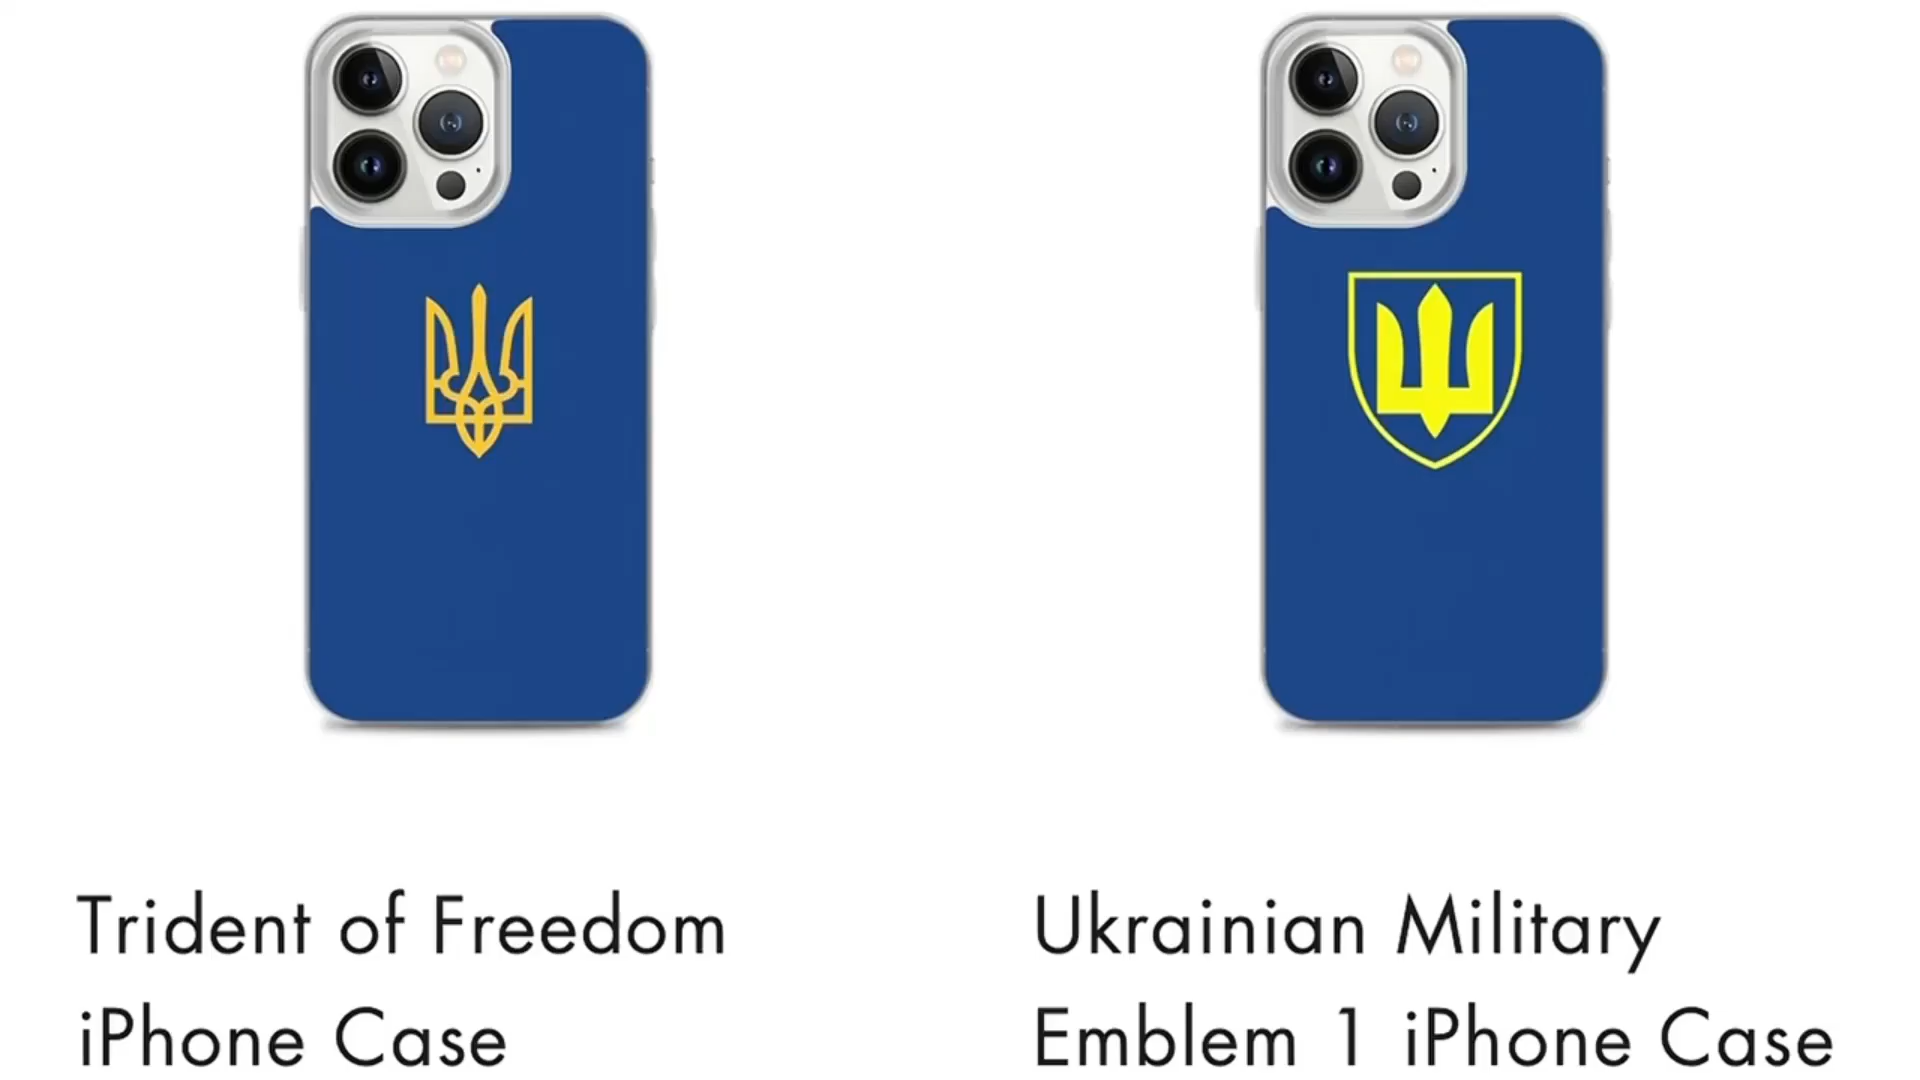 Trident of Freedom
iPhone Case
Ukrainian Military
Emblem 1 iPhone Case